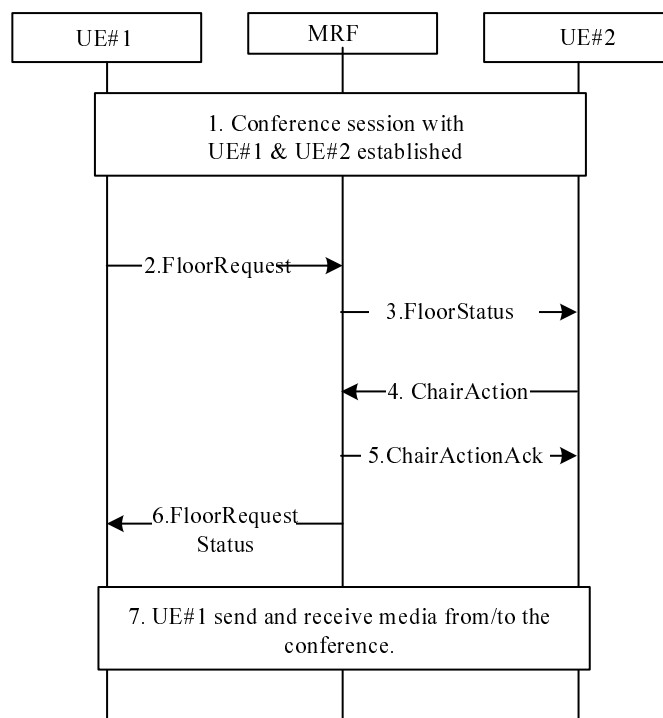 UE#1
MRF
UE#2
1. Conference session with
UE#1 & UE#2 established
2.FloorRequest
3.FloorStatus
4. ChairAction
5.ChairActionAck
6.FloorRequest
Status
7. UE#1 send and receive media from/to the
conference.